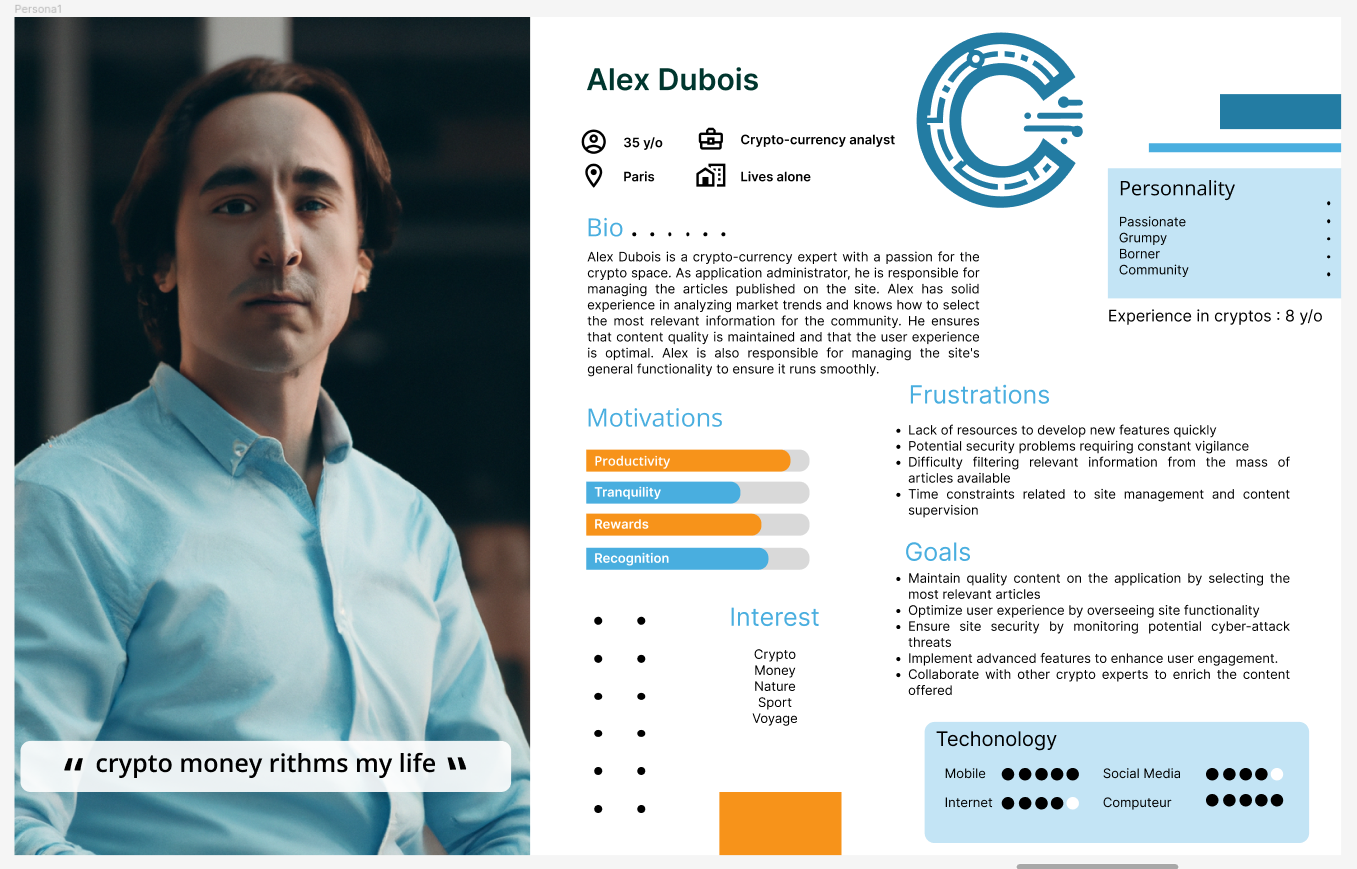 Persona1
Alex Dubois
35 y/o
Crypto-currency analyst
Paris
Lives alone
Personnality
Passionate
Grumpy
Borner
Community
Experience in cryptos : 8 y/o
Bio
Alex Dubois is a crypto-currency expert with a passion for the
crypto space. As application administrator, he is responsible for
managing the articles published on the site. Alex has solid
experience in analyzing market trends and knows how to select
the most relevant information for the community. He ensures
that content quality is maintained and that the user experience
is optimal. Alex is also responsible for managing the site's
general functionality to ensure it runs smoothly.
Motivations
Productivity
Tranquility
Rewards
Recognition
Frustrations
• Lack of resources to develop new features quickly
• Potential security problems requiring constant vigilance
• Difficulty filtering relevant information from the mass of
articles available
• Time constraints related to site management and content
supervision
Goals
• Maintain quality content on the application by selecting the
most relevant articles
• Optimize user experience by overseeing site functionality
• Ensure site security by monitoring potential cyber-attack
threats
• Implement advanced features to enhance user engagement.
• Collaborate with other crypto experts to enrich the content
offered
Interest
Crypto
Money
Nature
Sport
Voyage
Techonology
Mobile
Social Media
Internet
Computeur
“ crypto money rithms my life “